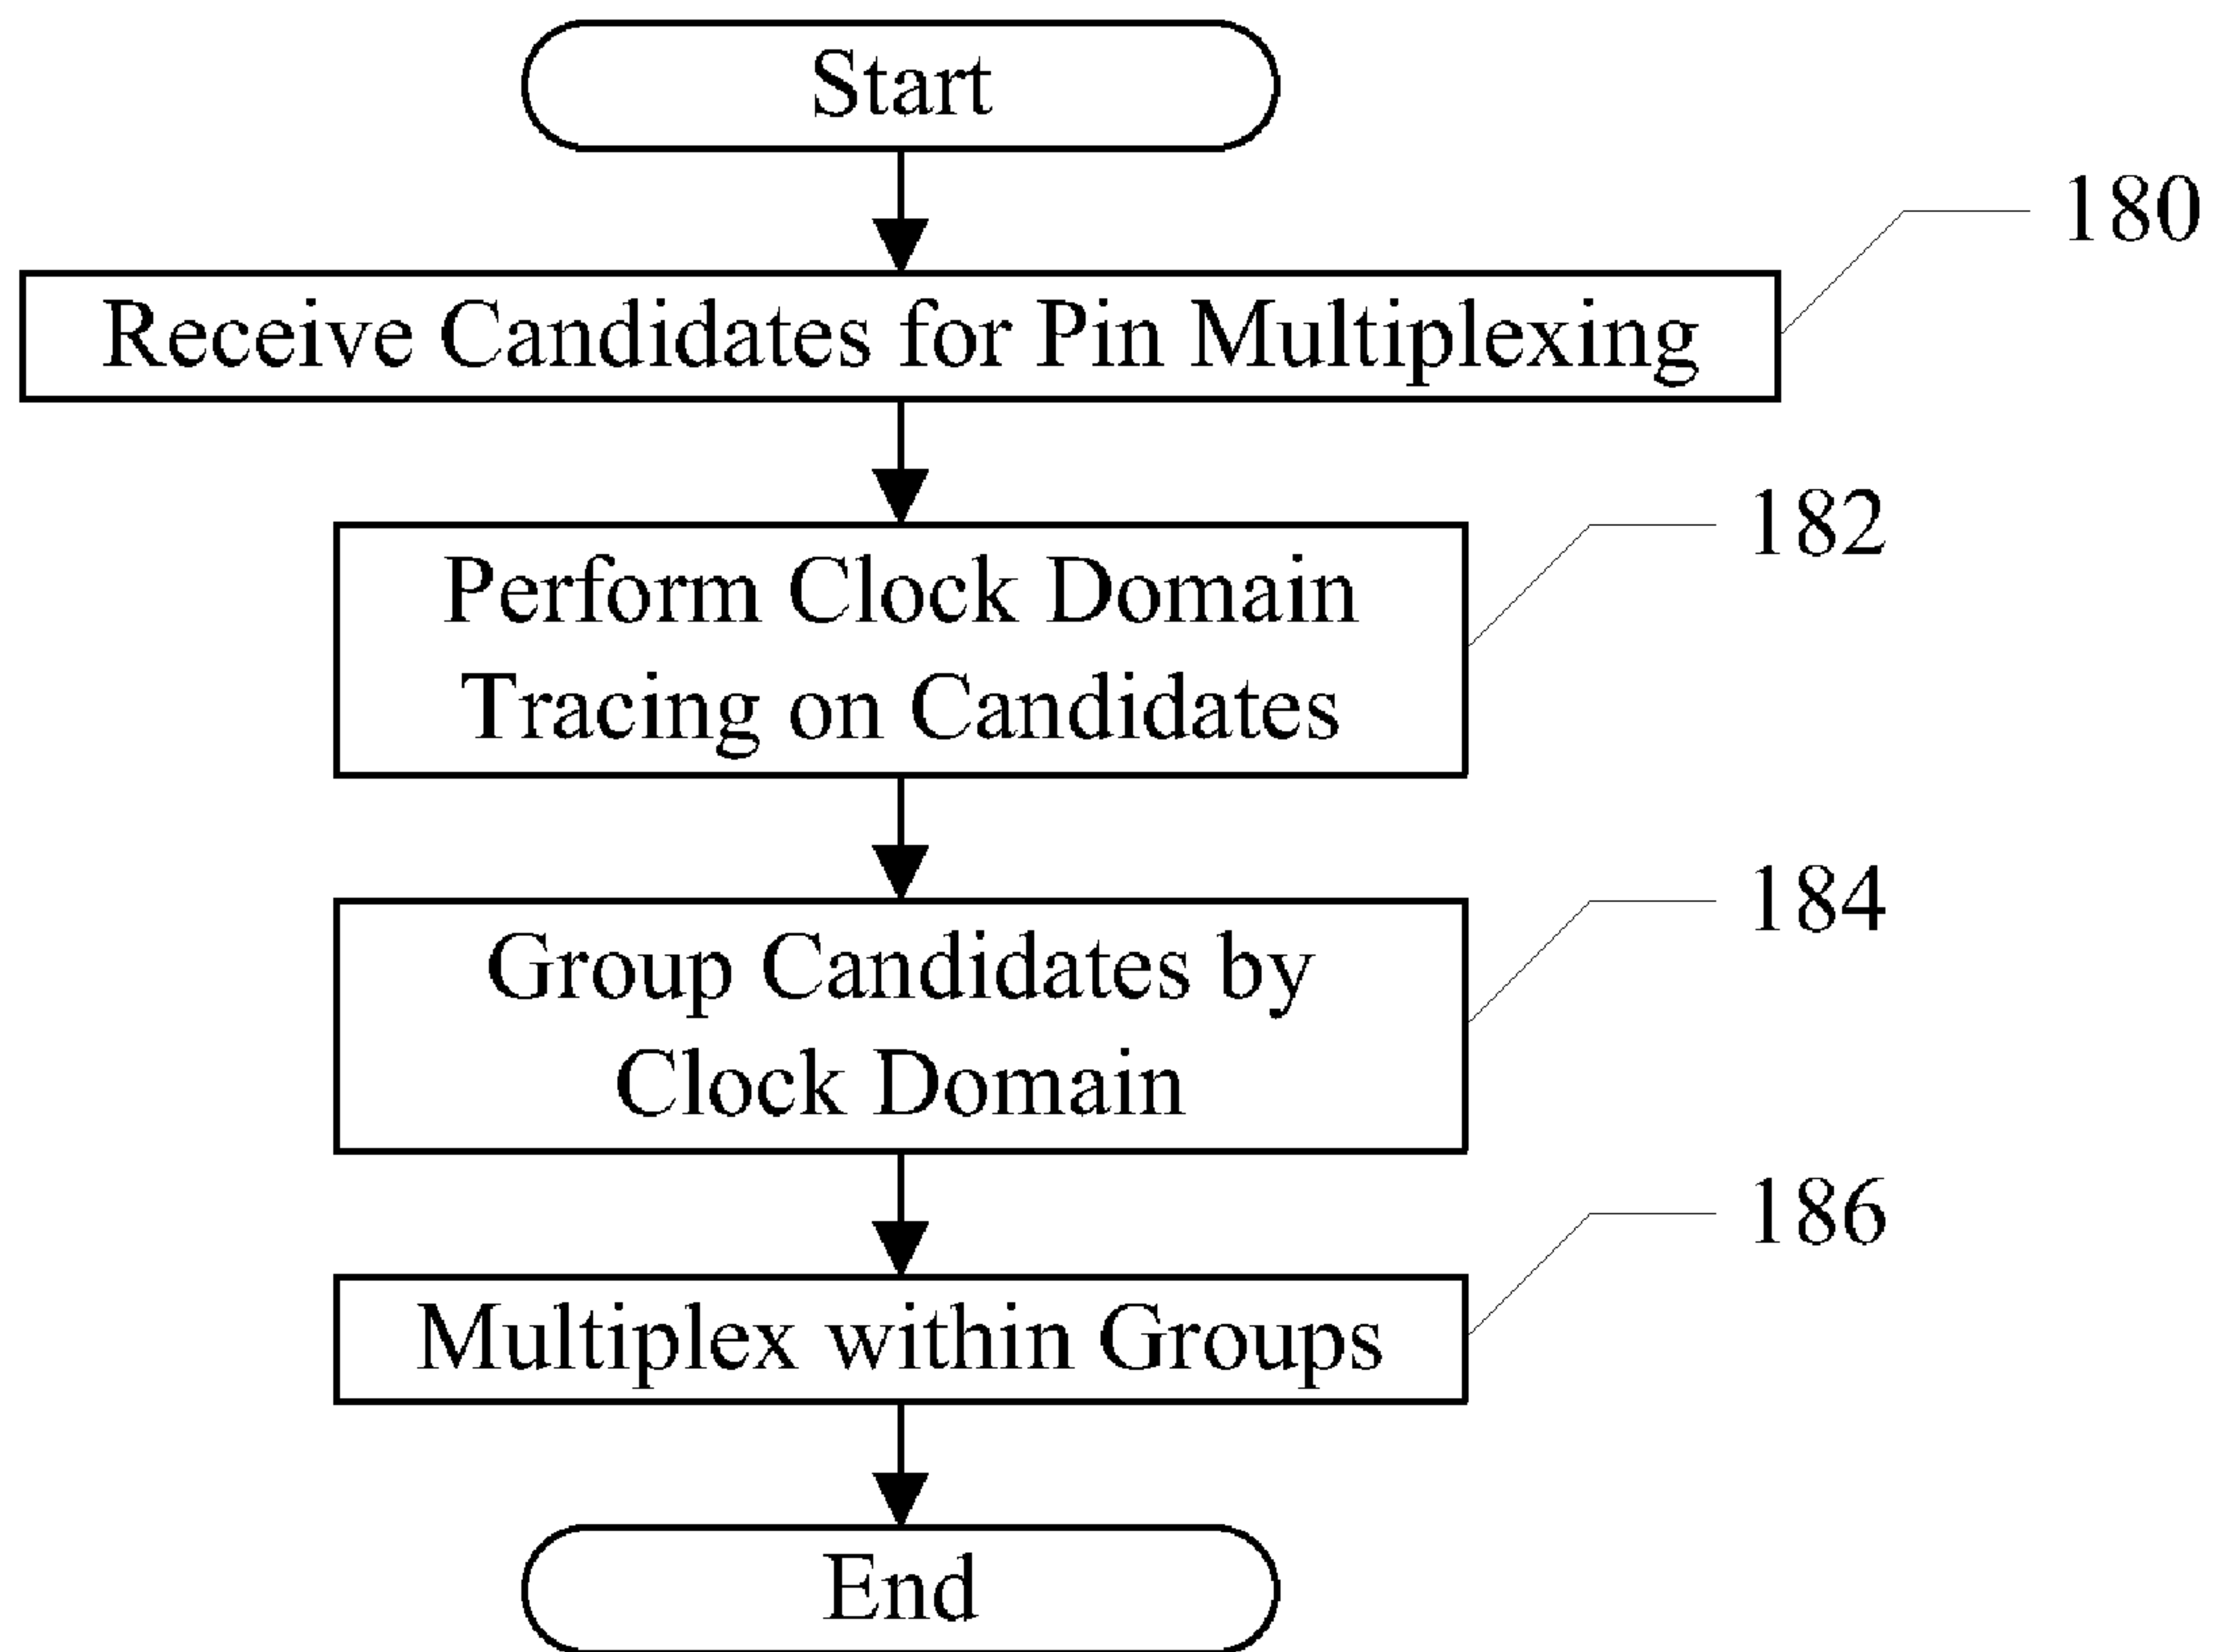 Start
180
Receive Candidates for Pin Multiplexing
182
Perform Clock Domain
Tracing on Candidates
184
Group Candidates by
Clock Domain
186
Multiplex within Groups
End